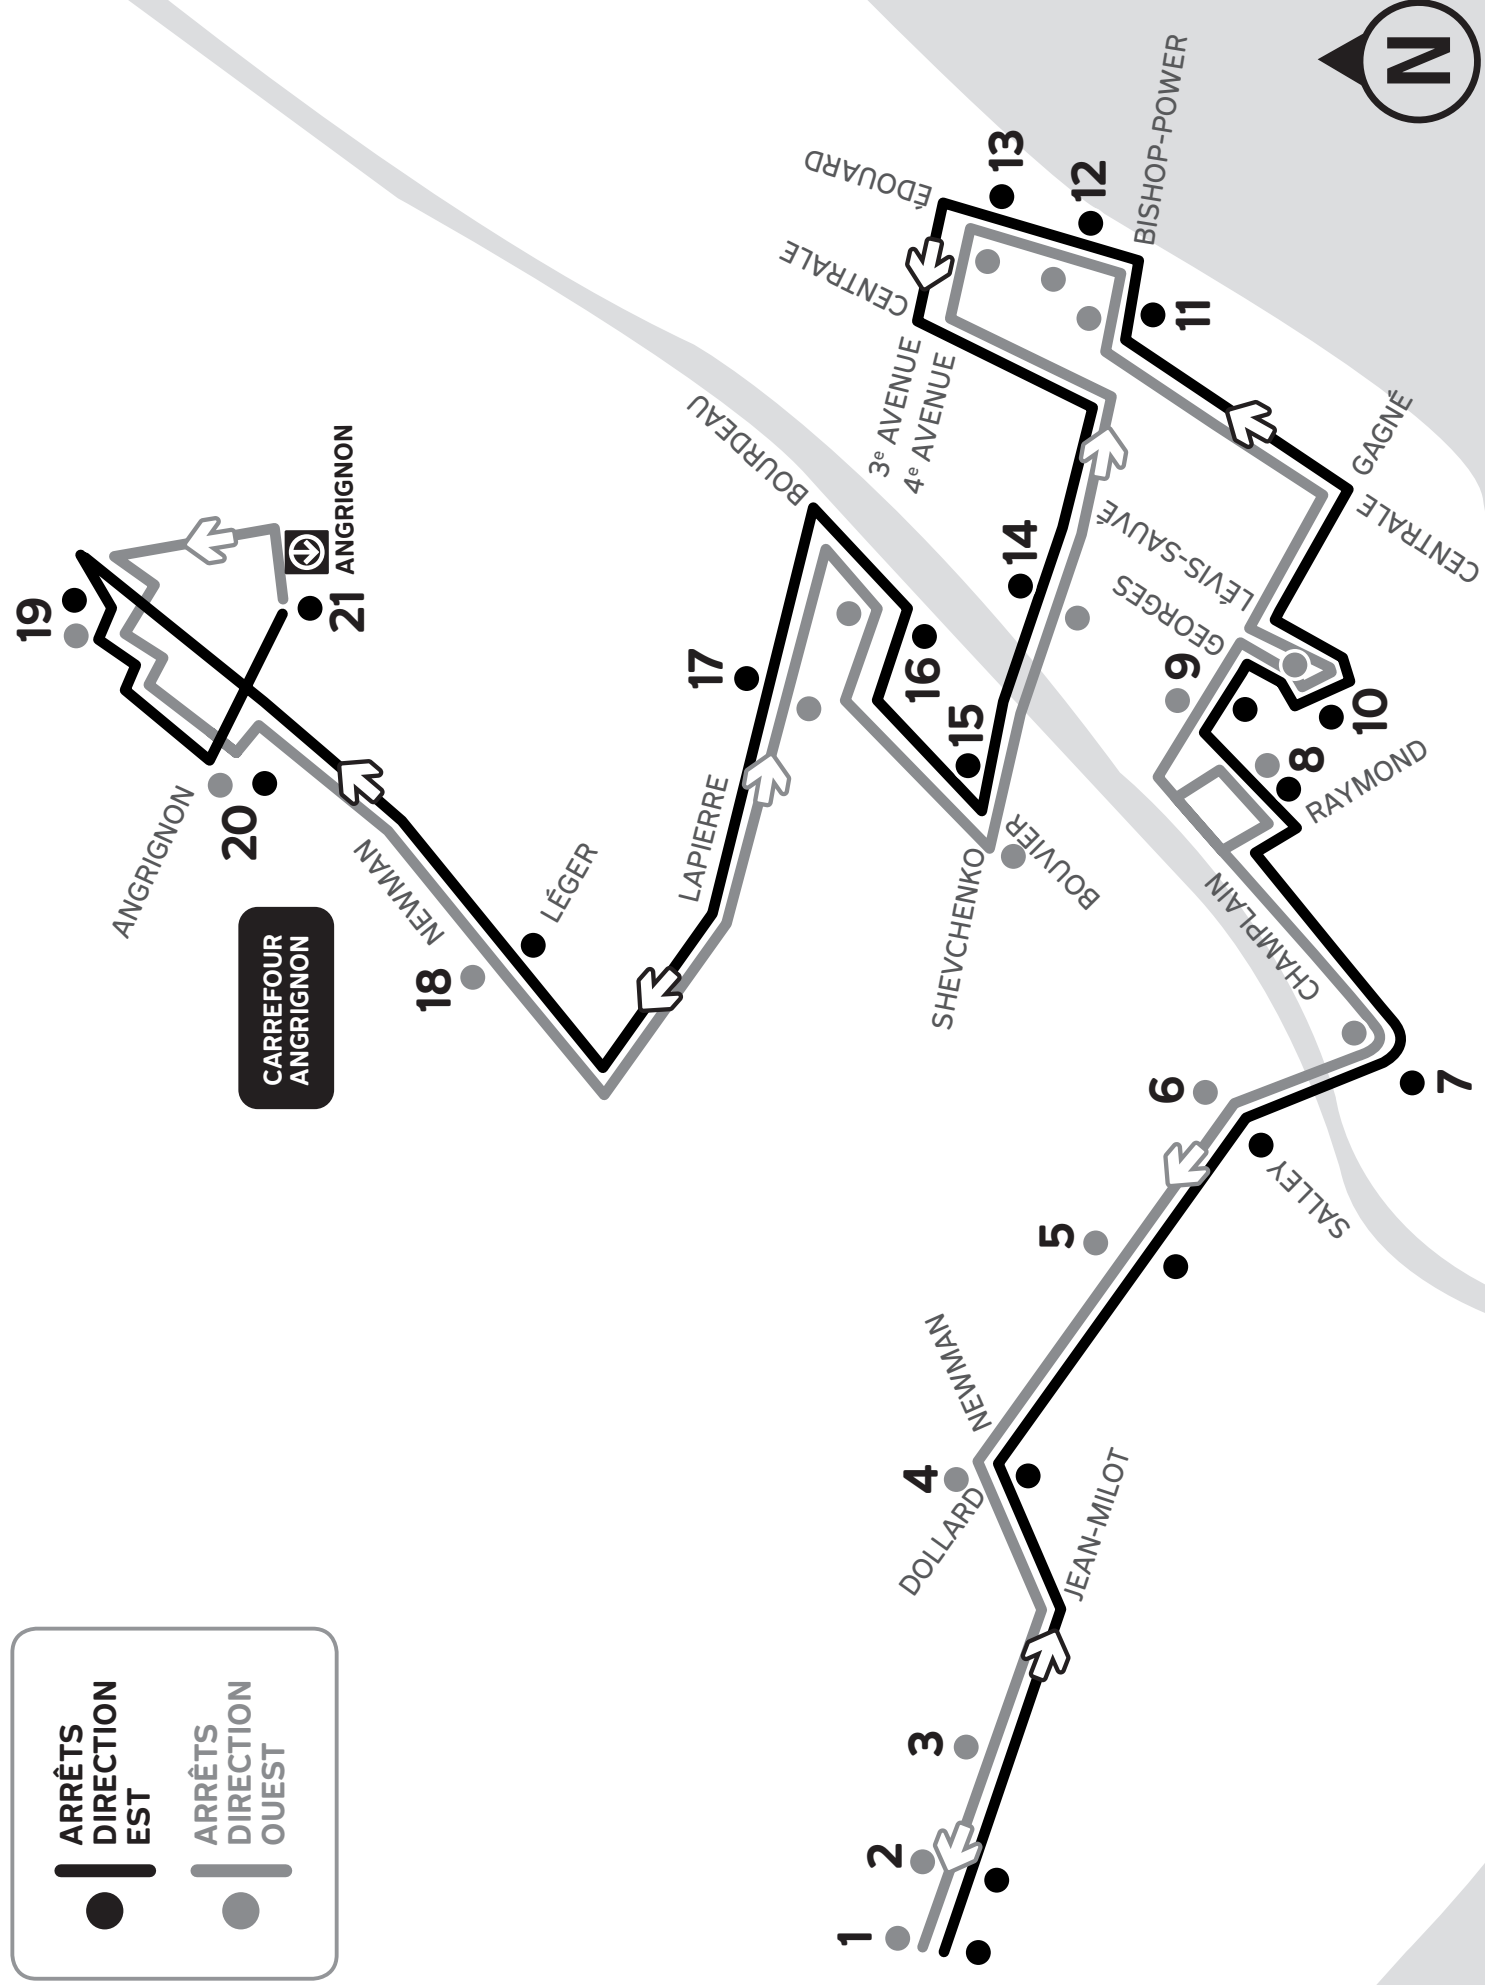 ARRÊTS
DIRECTION
EST
ARRÊTS
DIRECTION
OUEST
CARREFOUR
ANGRIGNON
19
20
21
ANGRIGNON
ANGRIGNON
NEWMAN
18
LÉGER
LAPIERRE
17
BOURDEAU
16
15
14
SHEVCHENKO
BOUVIER
3e AVENUE
4e AVENUE
CENTRALE
ÉDOUARD
13
12
BISHOP-POWER
11
GAGNÉ
CENTRALE
LÉVIS-SAUVÉ
GEORGES
9
10
8
RAYMOND
CHAMPLAIN
7
6
SALLEY
5
NEWMAN
4
DOLLARD
JEAN-MILOT
3
2
1
N